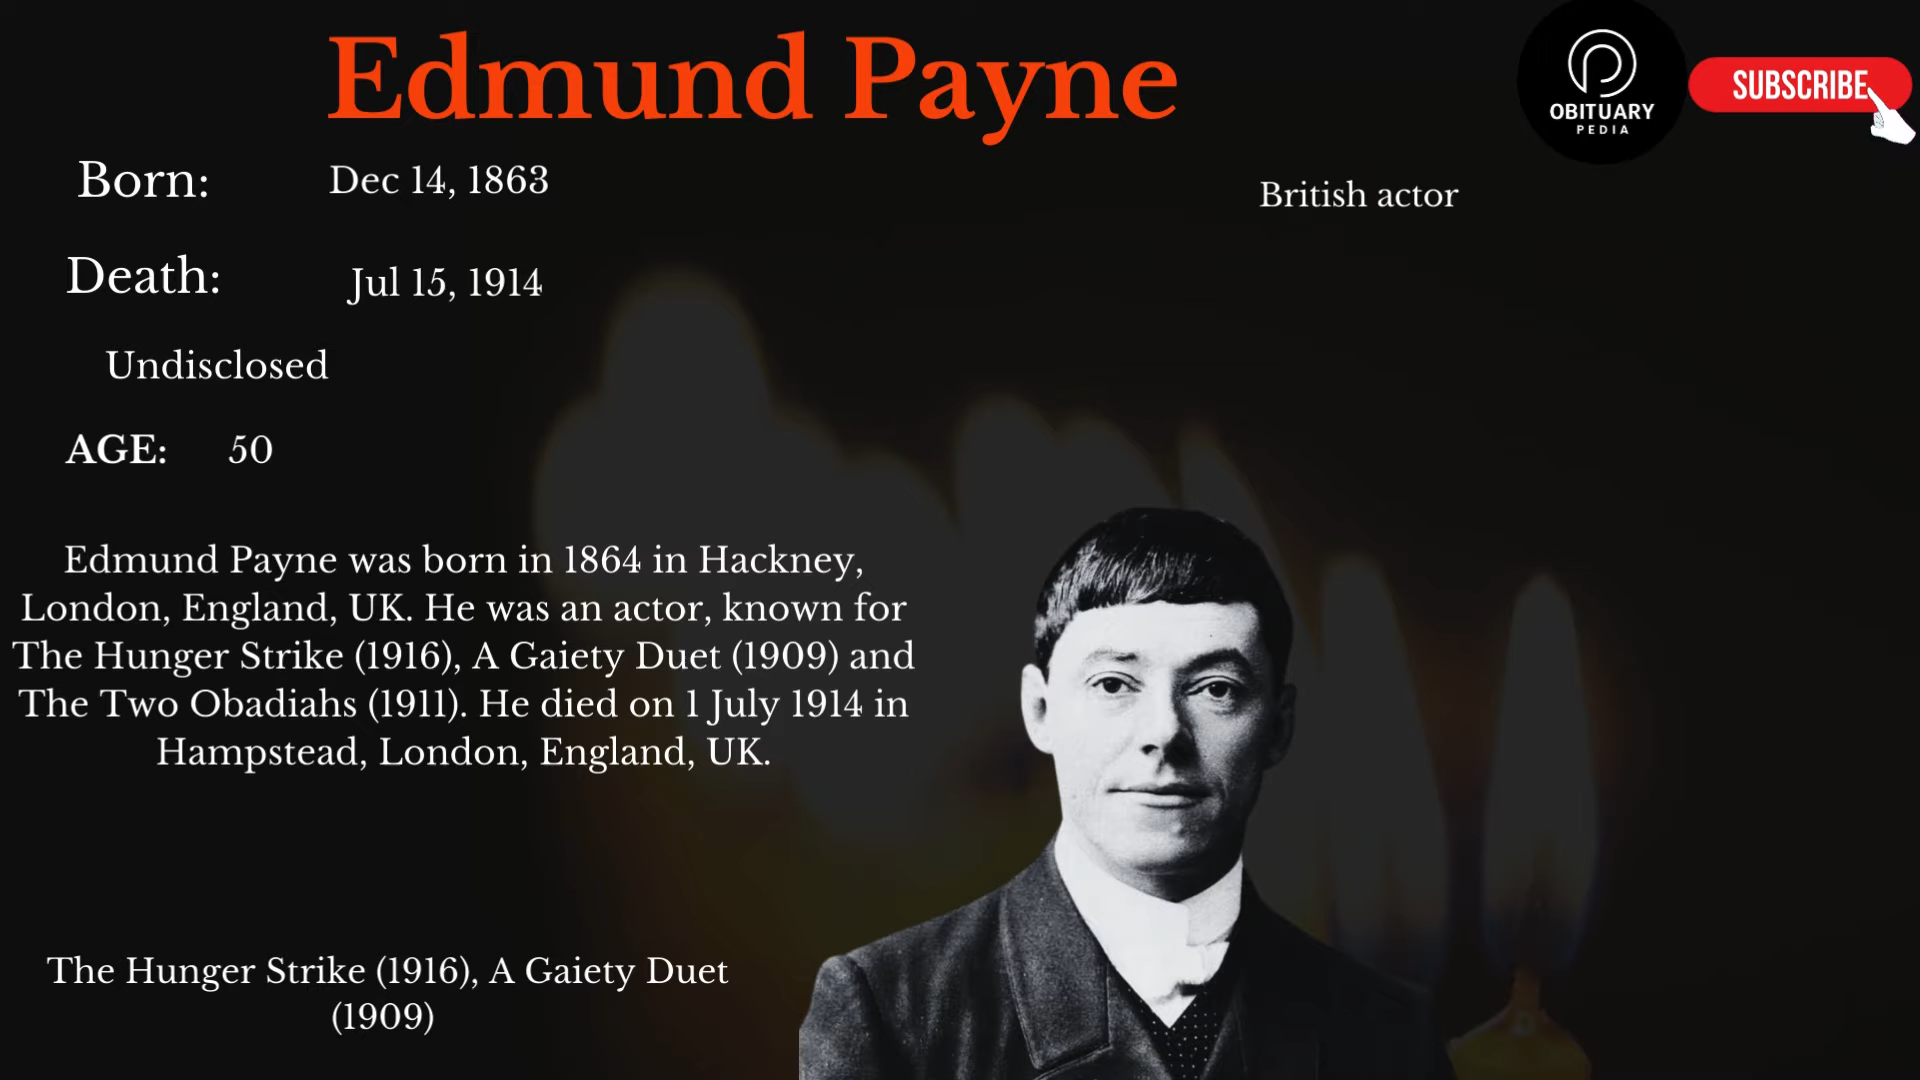 Edmund Payne
OBITUARY
PEDIA
SUBSCRIBE
Born: Dec 14, 1863
British actor
Death: Jul 15, 1914
Undisclosed
AGE: 50
Edmund Payne was born in 1864 in Hackney,
London, England, UK. He was an actor, known for
The Hunger Strike (1916), A Gaiety Duet (1909) and
The Two Obadiahs (1911). He died on 1 July 1914 in
Hampstead, London, England, UK.
The Hunger Strike (1916), A Gaiety Duet
(1909)